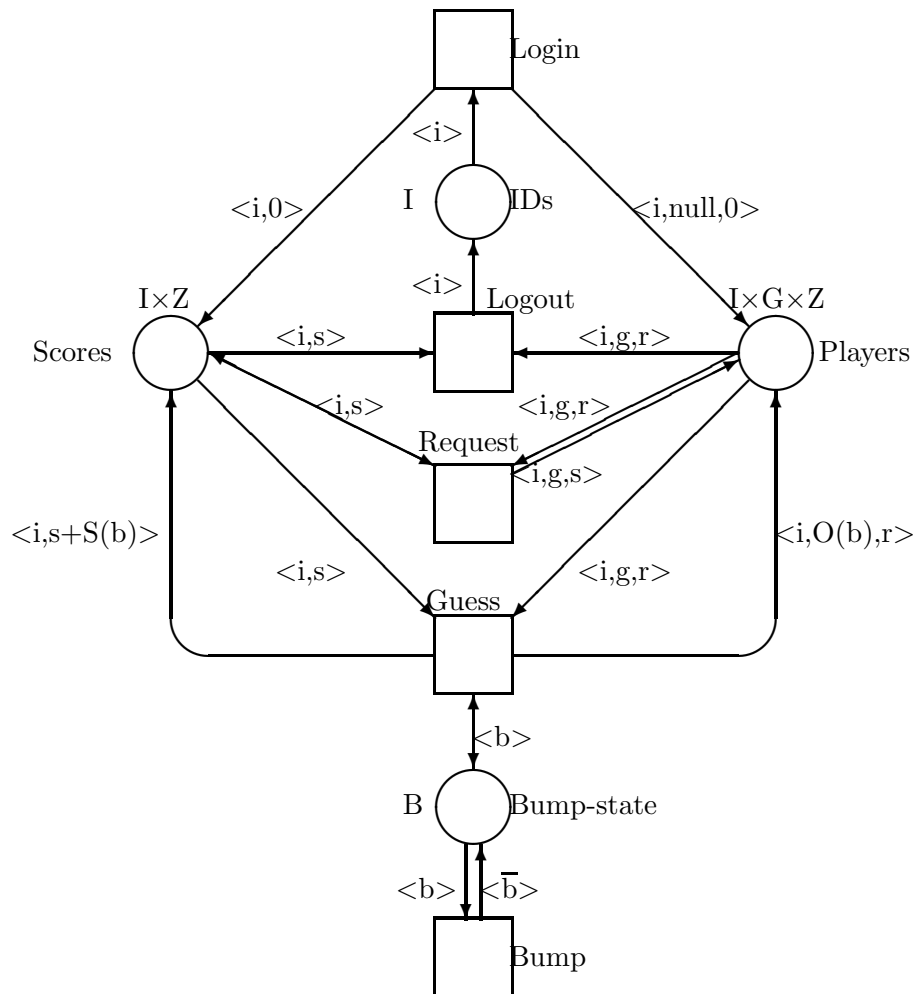 Login
<i>
I IDs
<i,0> <i,null,0>
<i> Logout
I×Z I×G×Z
Scores <i,s> <i,g,r> Players
<i,s> <i,g,r>
Request
<i,g,s>
<i,s+S(b)> <i,O(b),r>
<i,s> <i,g,r>
Guess
<b>
B Bump-state
<b> <b̅>
Bump